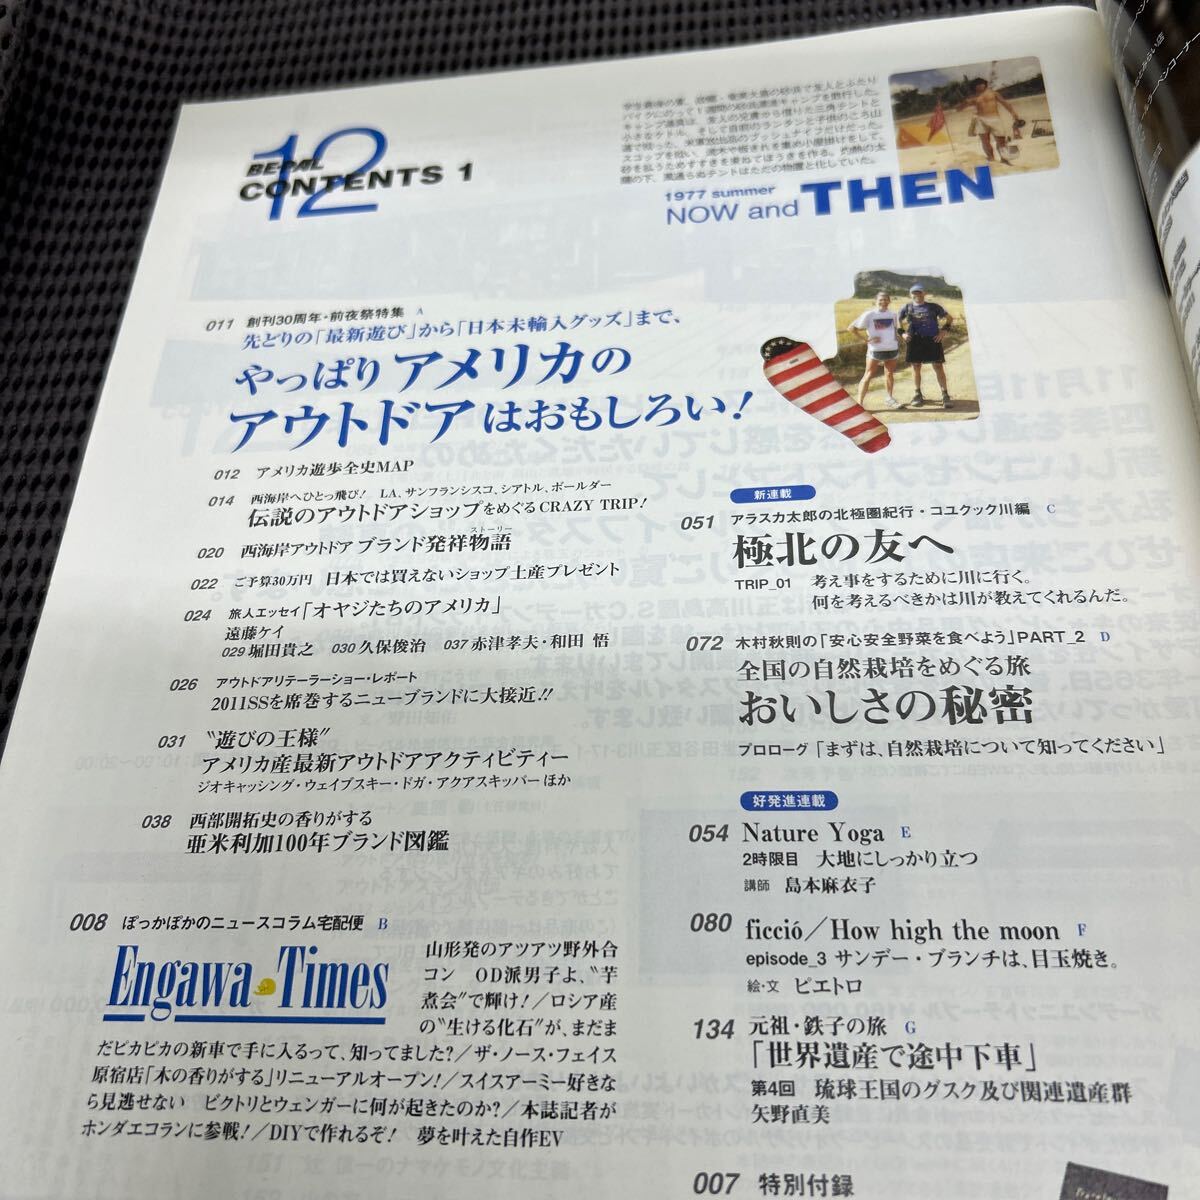 12
BE-PAL
CONTENTS 1
1977 summer
NOW and THEN
011 創刊30周年・前夜祭特集 A
先どりの「最新遊び」から「日本未輸入グッズ」まで、
やっぱりアメリカの
アウトドアはおもしろい!
012 アメリカ遊歩全史MAP
014 西海岸へひとっ飛び! LA、サンフランシスコ、シアトル、ボールダー
伝説のアウトドアショップをめぐるCRAZY TRIP!
020 西海岸アウトドア ブランド発祥物語
ストーリー
022 ご予算30万円 日本では買えないショップ土産プレゼント
024 旅人エッセイ「オヤジたちのアメリカ」
遠藤ケイ
029 堀田貴之 030 久保俊治 037 赤津孝夫・和田 悟
026 アウトドアリテーラーショー・レポート
2011SSを席巻するニューブランドに大接近!!
031 〝遊びの王様〟
アメリカ産最新アウトドアアクティビティー
ジオキャッシング・ウェイブスキー・ドガ・アクアスキッパー ほか
038 西部開拓史の香りがする
亜米利加100年ブランド図鑑
008 ぽっかぽかのニュースコラム宅配便 B
Engawa Times
山形発のアツアツ野外合
コン OD派男子よ、〝芋
煮会〟で輝け!／ロシア産
の〝生ける化石〟が、まだま
だピカピカの新車で手に入るって、知ってました?／ザ・ノース・フェイス
原宿店「木の香りがする」リニューアルオープン!／スイスアーミー好きな
ら見逃せない ビクトリとウェンガーに何が起きたのか?／本誌記者が
ホンダエコランに参戦!／DIYで作れるぞ! 夢を叶えた自作EV
新連載
051 アラスカ太郎の北極圏紀行・コユクック川編 C
極北の友へ
TRIP_01 考え事をするために川に行く。
何を考えるべきかは川が教えてくれるんだ。
072 木村秋則の「安心安全野菜を食べよう」PART_2 D
全国の自然栽培をめぐる旅
おいしさの秘密
プロローグ「まずは、自然栽培について知ってください」
好発進連載
054 Nature Yoga E
2時限目 大地にしっかり立つ
講師 島本麻衣子
080 ficció／How high the moon F
episode_3 サンデー・ブランチは、目玉焼き。
絵・文 ピエトロ
134 元祖・鉄子の旅 G
「世界遺産で途中下車」
第4回 琉球王国のグスク及び関連遺産群
矢野直美
007 特別付録